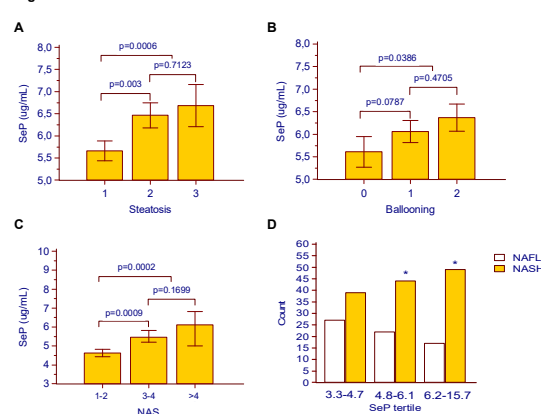 A
8,0
7,5
7,0
6,5
6,0
5,5
5,0
SeP (ug/mL)
p=0.0006
p=0.7123
p=0.003
1 2 3
Steatosis
B
8,0
7,5
7,0
6,5
6,0
5,5
5,0
SeP (ug/mL)
p=0.0386
p=0.4705
p=0.0787
0 1 2
Ballooning
C
10
9
8
7
6
5
4
3
SeP (ug/mL)
p=0.0002
p=0.1699
p=0.0009
1-2 3-4 >4
NAS
D
60
55
50
45
40
35
30
25
20
15
10
5
0
Count
* *
NAFL
NASH
3.3-4.7 4.8-6.1 6.2-15.7
SeP tertile